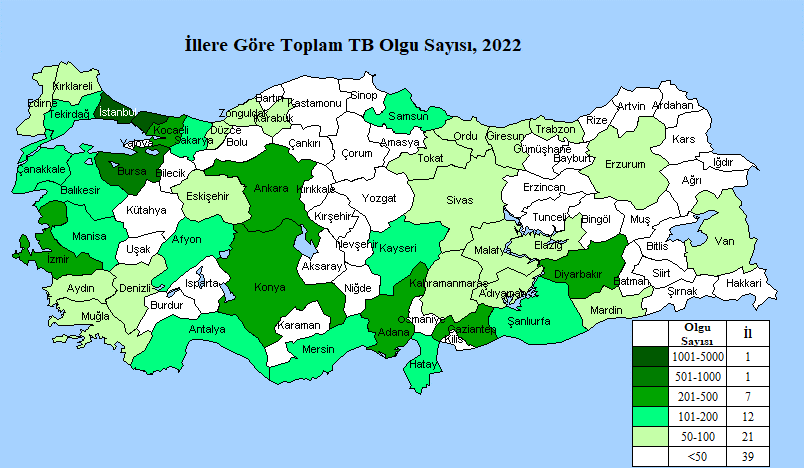 İllere Göre Toplam TB Olgu Sayısı, 2022
Kırklareli
Edirne
Tekirdağ
İstanbul
Kocaeli
Yalova
Sakarya
Düzce
Zonguldak
Bartın
Karabük
Kastamonu
Sinop
Samsun
Bolu
Çankırı
Çorum
Amasya
Tokat
Ordu
Giresun
Trabzon
Gümüşhane
Bayburt
Rize
Artvin
Ardahan
Kars
Iğdır
Ağrı
Erzurum
Erzincan
Çanakkale
Balıkesir
Bursa
Bilecik
Kütahya
Eskişehir
Ankara
Kırıkkale
Kırşehir
Yozgat
Sivas
Tunceli
Bingöl
Muş
Bitlis
Van
Hakkari
Manisa
İzmir
Uşak
Afyon
Konya
Aksaray
Nevşehir
Kayseri
Niğde
Malatya
Elazığ
Diyarbakır
Batman
Siirt
Şırnak
Mardin
Aydın
Denizli
Muğla
Burdur
Isparta
Antalya
Karaman
Mersin
Adana
Osmaniye
Kahramanmaraş
Adıyaman
Gaziantep
Kilis
Şanlıurfa
Hatay
Olgu Sayısı İl
1001-5000 1
501-1000 1
201-500 7
101-200 12
50-100 21
<50 39